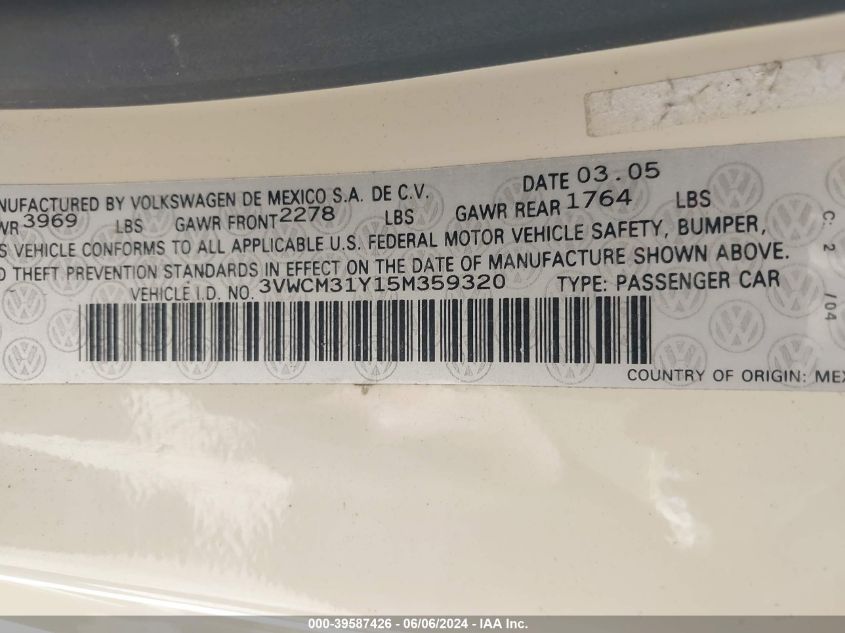 NUFACTURED BY VOLKSWAGEN DE MEXICO S.A. DE C.V. DATE 03.05
WR 3969 LBS GAWR FRONT 2278 LBS GAWR REAR 1764 LBS
S VEHICLE CONFORMS TO ALL APPLICABLE U.S. FEDERAL MOTOR VEHICLE SAFETY, BUMPER,
D THEFT PREVENTION STANDARDS IN EFFECT ON THE DATE OF MANUFACTURE SHOWN ABOVE.
VEHICLE I.D. NO. 3VWCM31Y15M359320 TYPE: PASSENGER CAR
COUNTRY OF ORIGIN: MEX
C. 2 /04
000-39587426 - 06/06/2024 - IAA Inc.